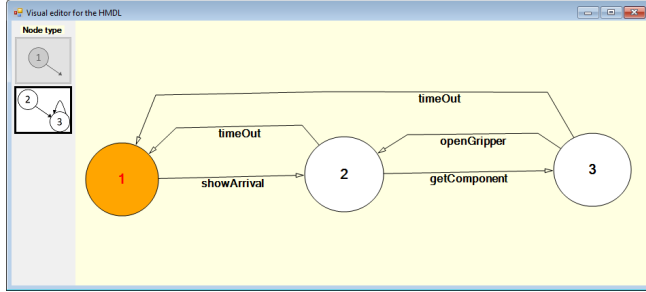 Visual editor for the HMDL
Node type
1
2
3
timeOut
timeOut
openGripper
1
showArrival
2
getComponent
3